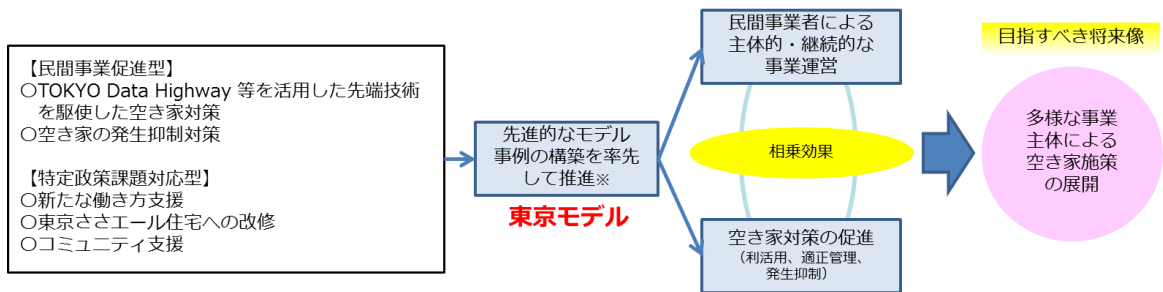 【民間事業促進型】
〇TOKYO Data Highway 等を活用した先端技術
を駆使した空き家対策
〇空き家の発生抑制対策
【特定政策課題対応型】
〇新たな働き方支援
〇東京ささエール住宅への改修
〇コミュニティ支援
先進的なモデル
事例の構築を率先
して推進※
東京モデル
民間事業者による
主体的・継続的な
事業運営
相乗効果
空き家対策の促進
（利活用、適正管理、
発生抑制）
目指すべき将来像
多様な事業
主体による
空き家施策
の展開